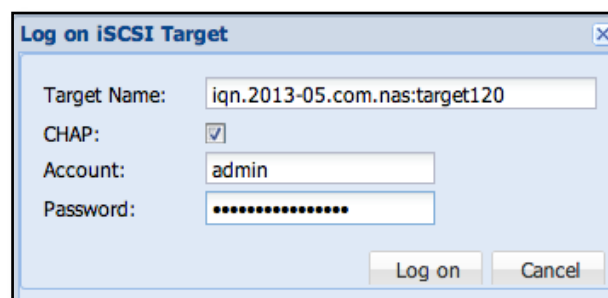 Log on iSCSI Target
Target Name: iqn.2013-05.com.nas:target120
CHAP:
Account: admin
Password: ••••••••••••••••
Log on Cancel